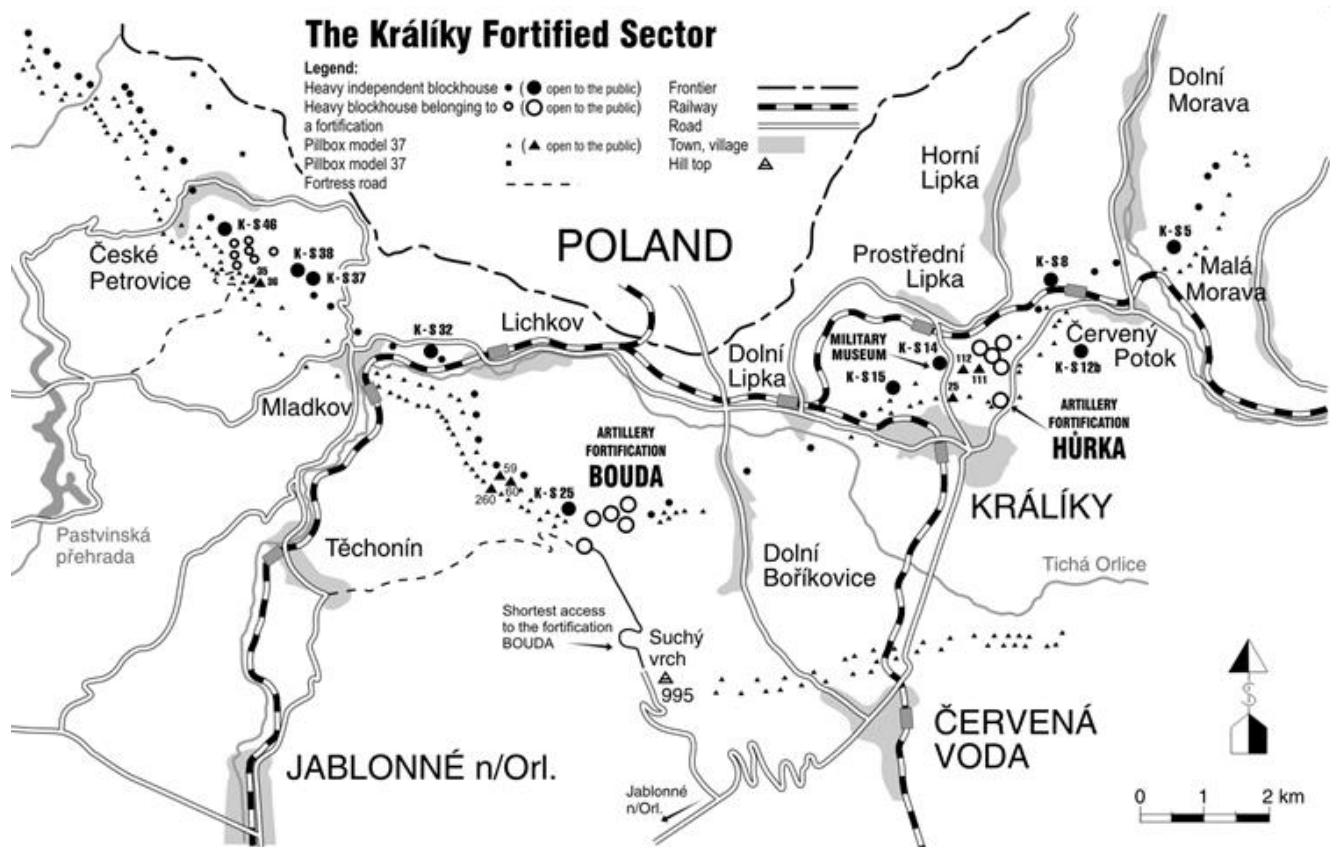 The Králíky Fortified Sector
Legend:
Heavy independent blockhouse ( open to the public)
Heavy blockhouse belonging to ( open to the public)
a fortification
Pillbox model 37 ( open to the public)
Pillbox model 37
Fortress road
Frontier
Railway
Road
Town, village
Hill top
Dolní
Morava
Horní
Lipka
K-S 46
České
Petrovice
K-S 38
K-S 37
35
36
POLAND
Prostřední
Lipka
K-S 8
K-S 5
Malá
Morava
K-S 32
Lichkov
MILITARY
MUSEUM
K-S 14
112
111
Červený
Potok
K-S 12b
Dolní
Lipka
K-S 15
25
Mladkov
ARTILLERY
FORTIFICATION
BOUDA
ARTILLERY
FORTIFICATION
HŮRKA
59
60
260
K-S 25
KRÁLÍKY
Pastvinská
přehrada
Těchonín
Dolní
Boříkovice
Tichá Orlice
Shortest access
to the fortification
BOUDA
Suchý
vrch
995
ČERVENÁ
VODA
JABLONNÉ n/Orl.
Jablonné
n/Orl.
S
0 1 2 km